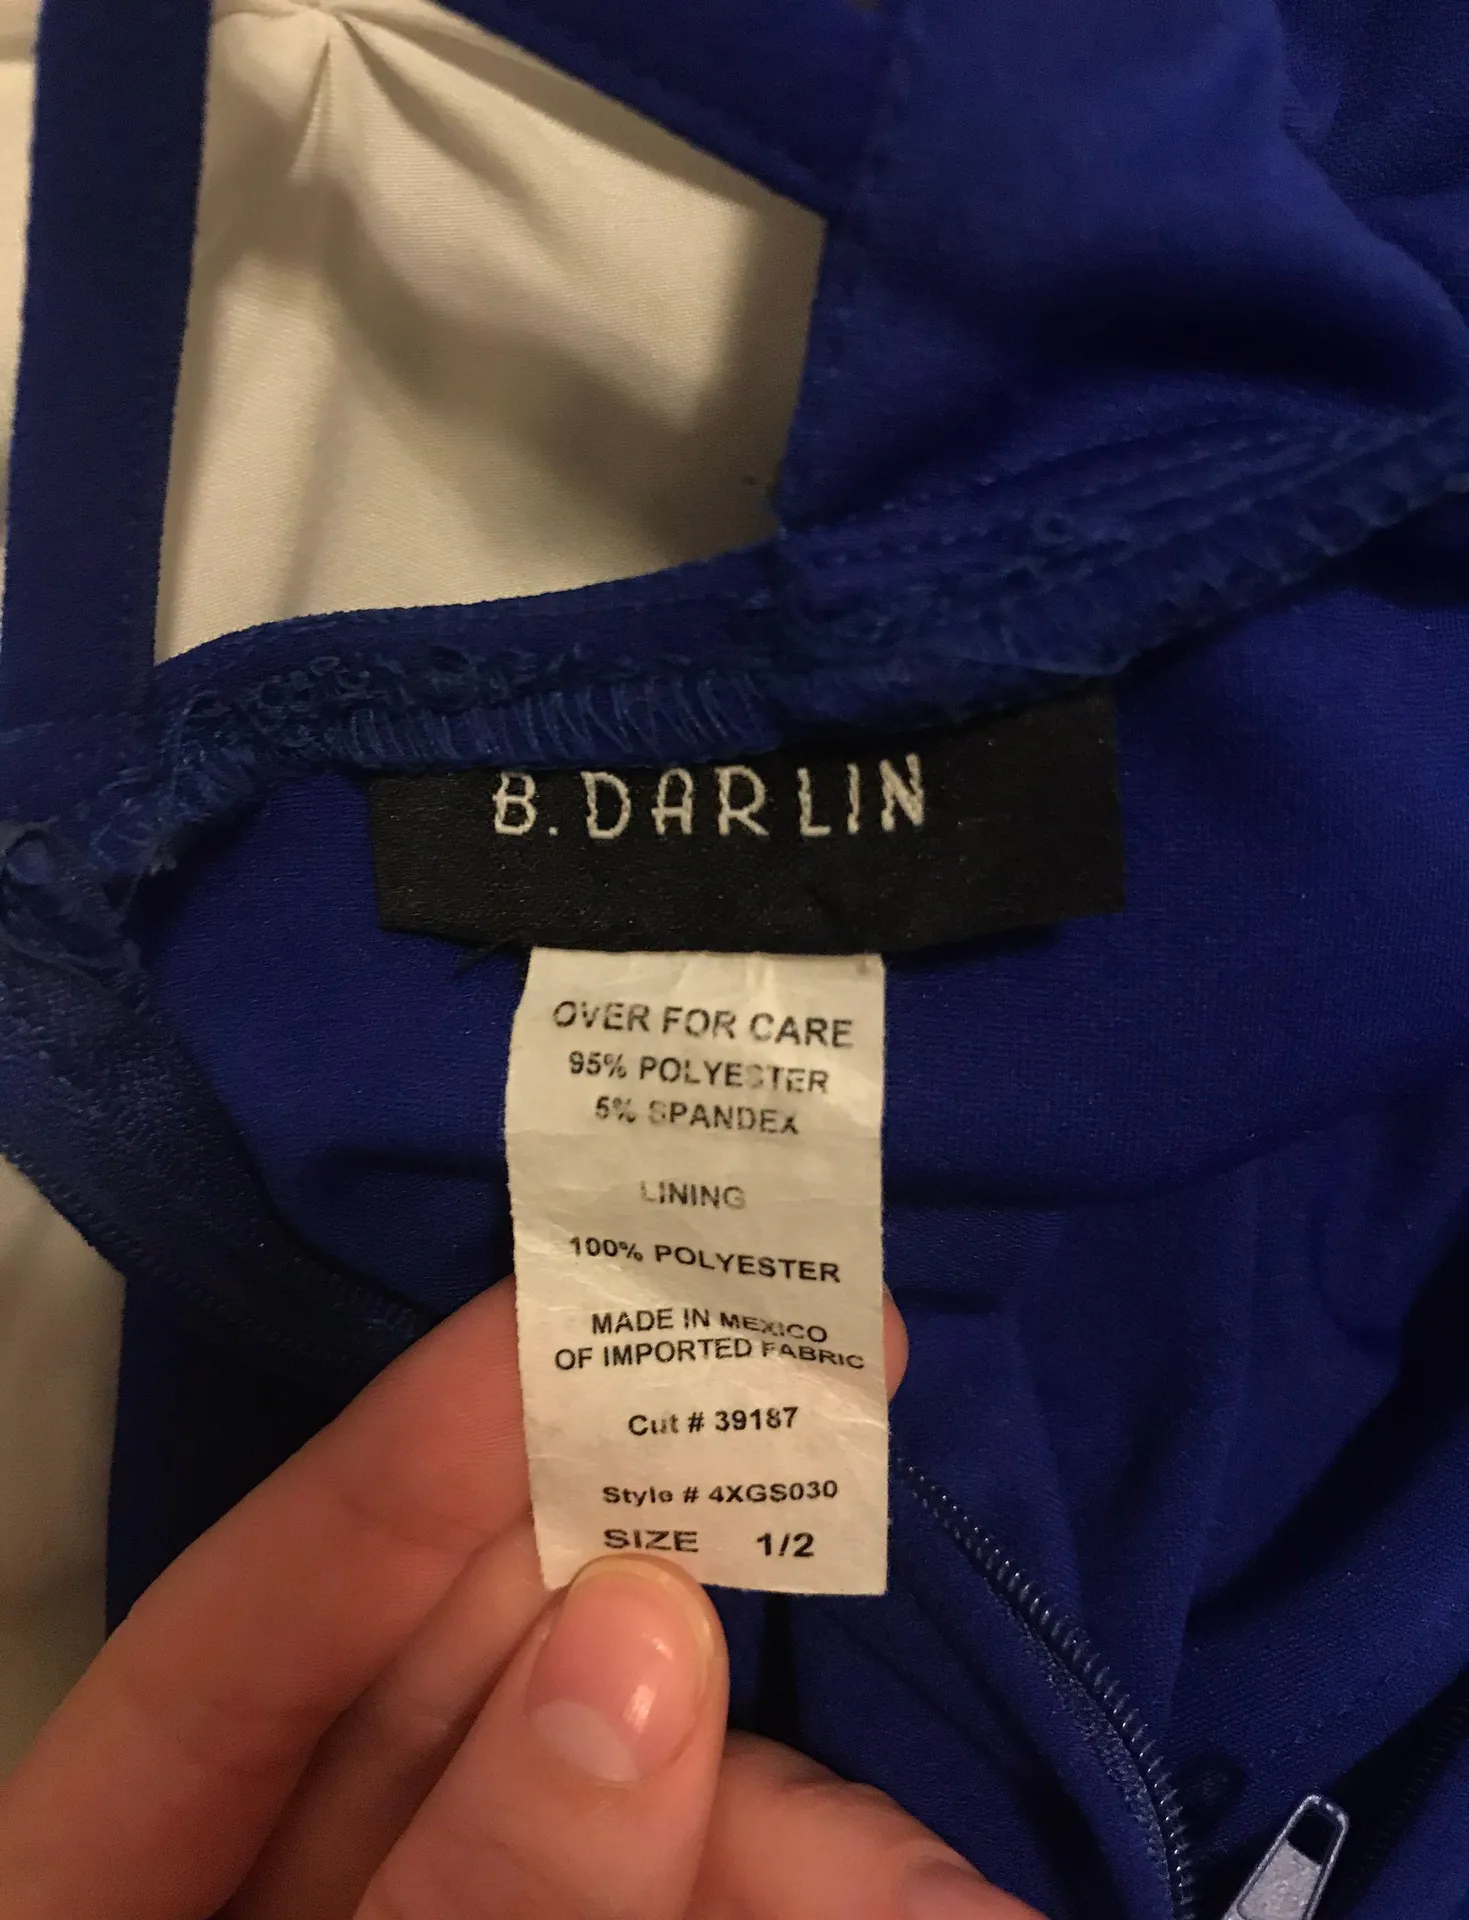 B. DARLIN
OVER FOR CARE
95% POLYESTER
5% SPANDEX
LINING
100% POLYESTER
MADE IN MEXICO
OF IMPORTED FABRIC
Cut # 39187
Style # 4XGS030
SIZE 1/2